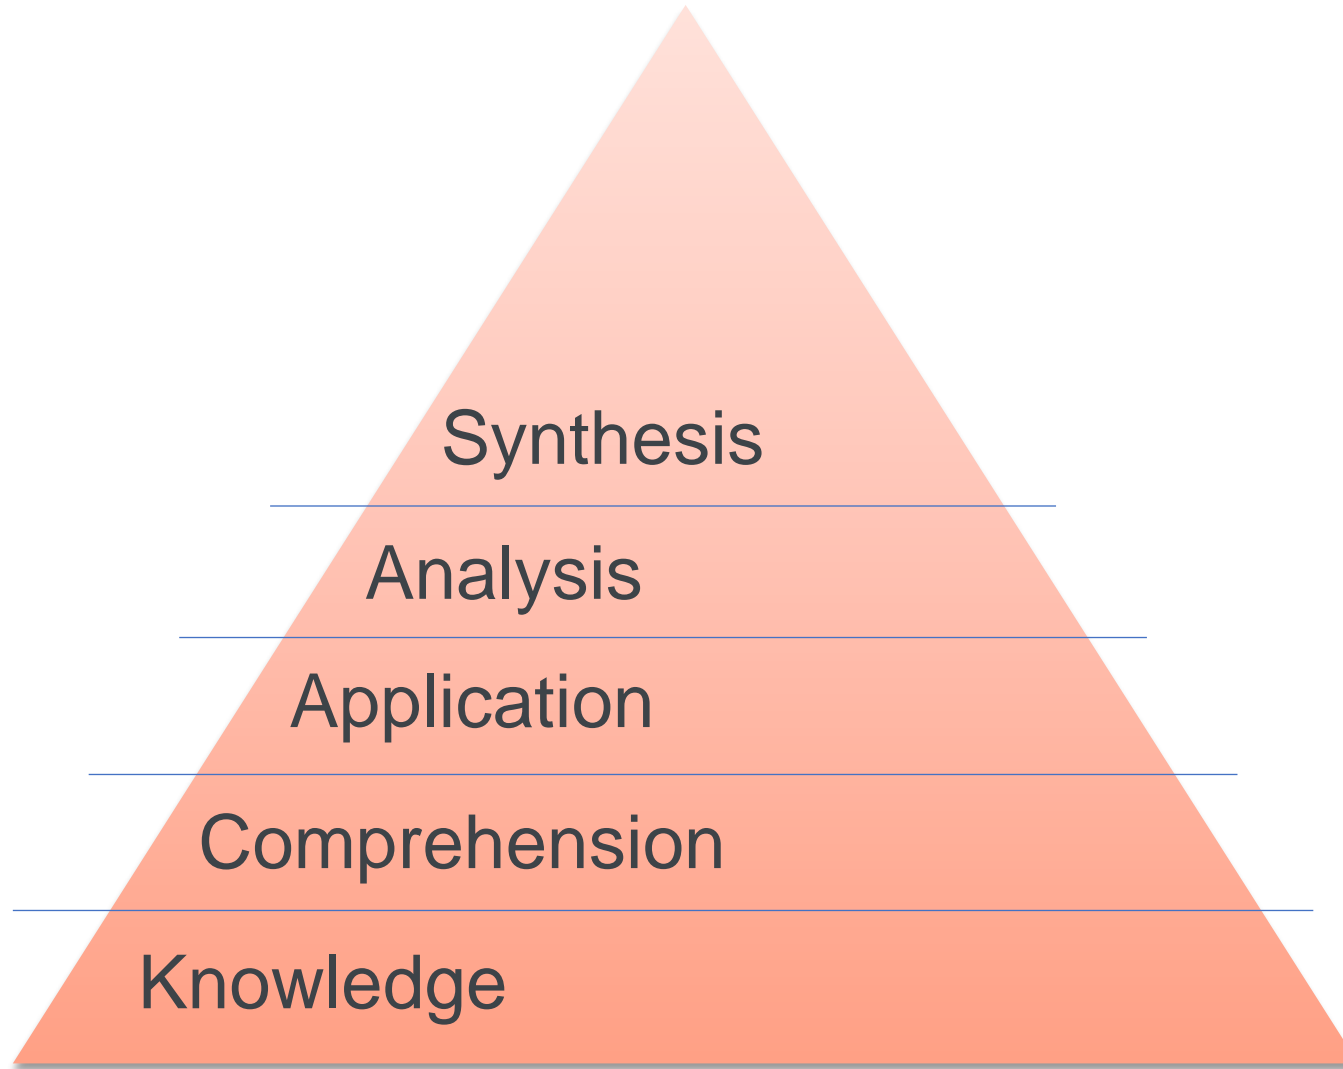 Synthesis
Analysis
Application
Comprehension
Knowledge